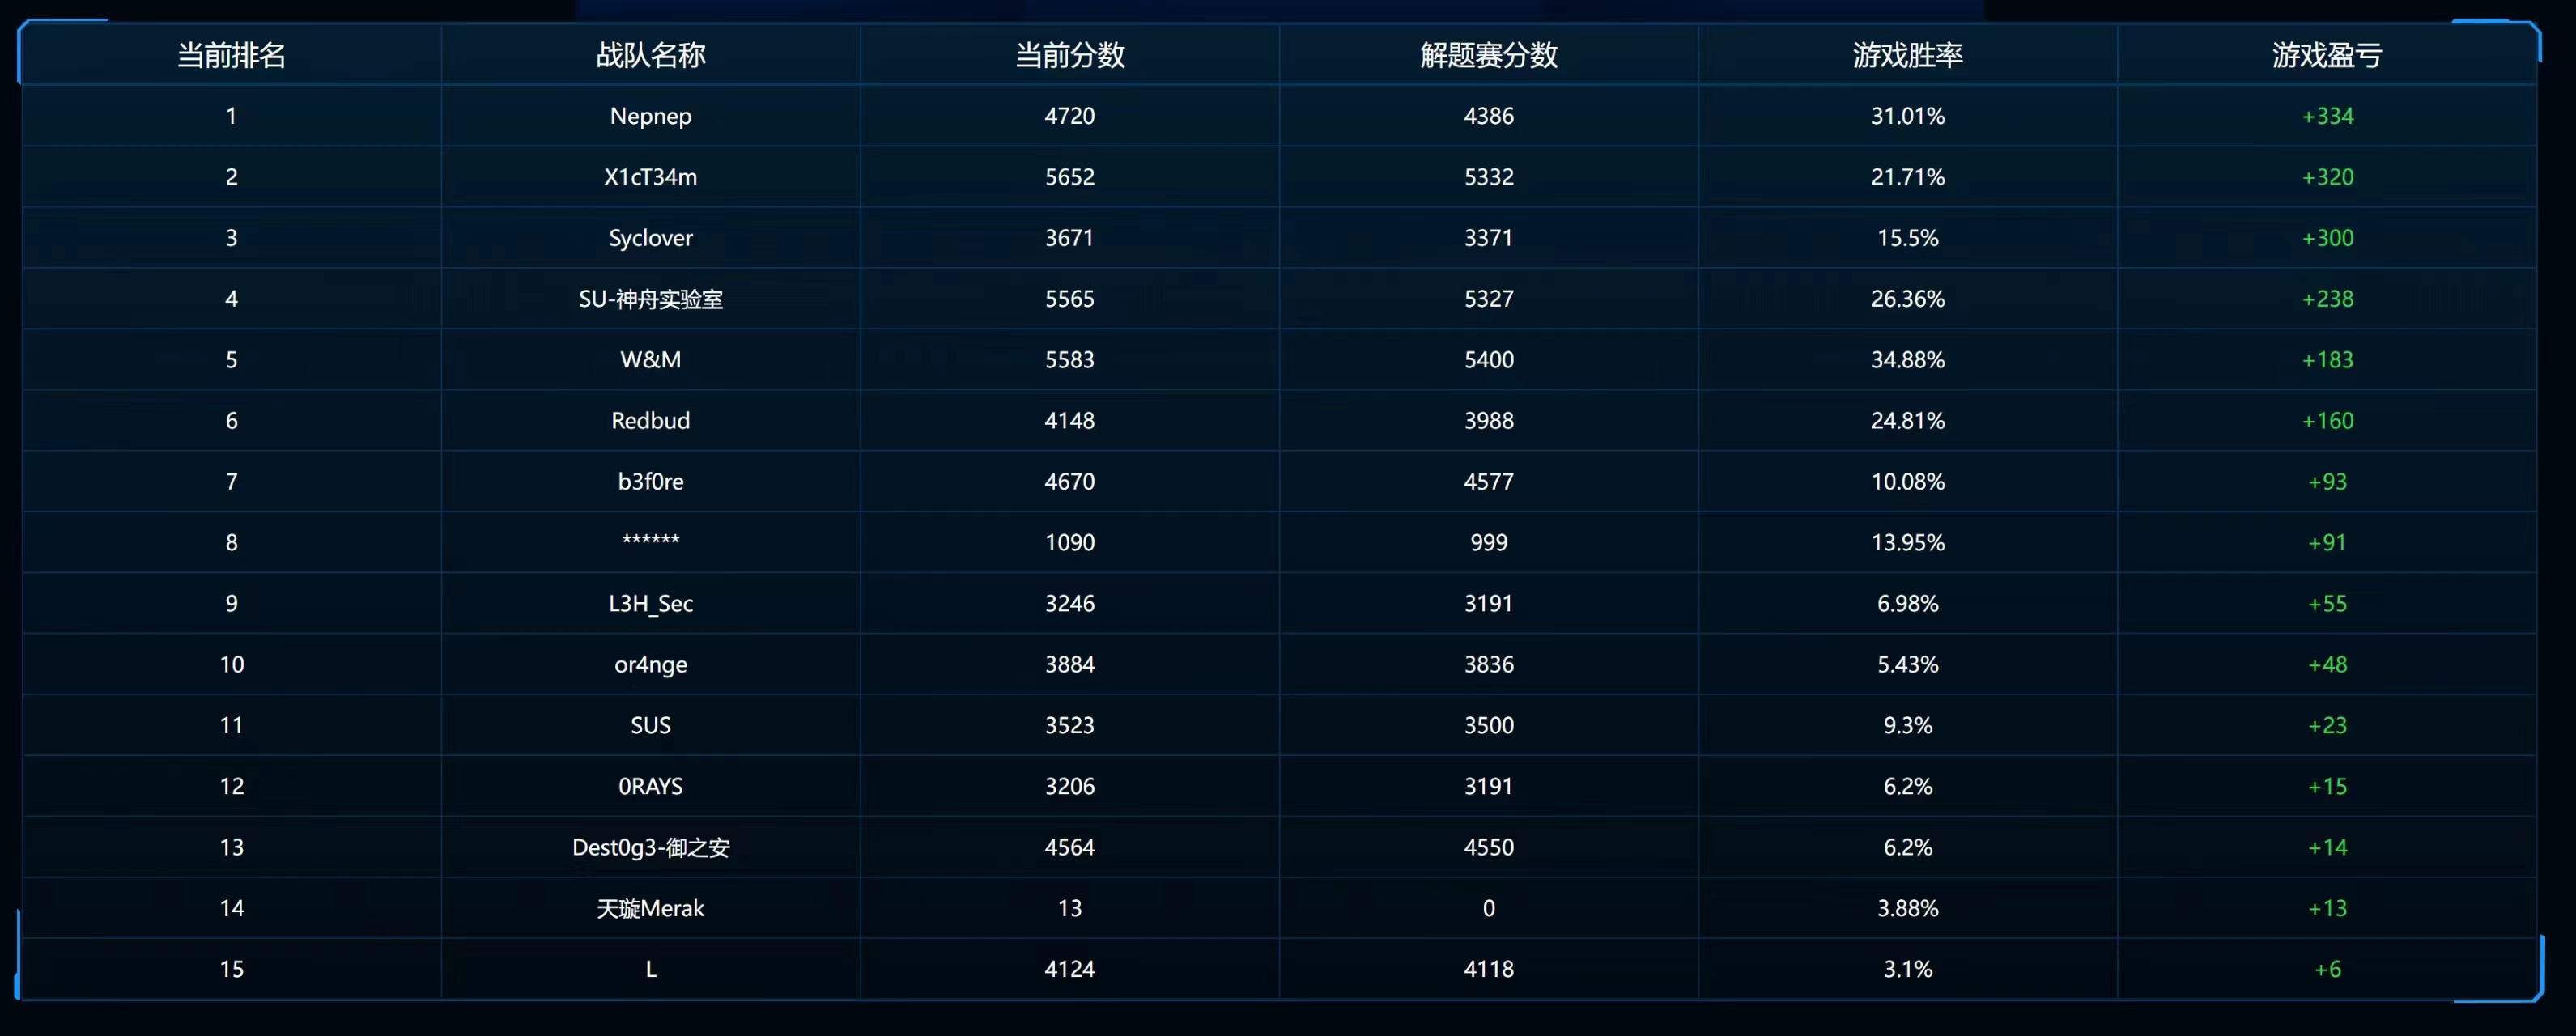 当前排名 战队名称 当前分数 解题赛分数 游戏胜率 游戏盈亏
1 Nepnep 4720 4386 31.01% +334
2 X1cT34m 5652 5332 21.71% +320
3 Syclover 3671 3371 15.5% +300
4 SU-神舟实验室 5565 5327 26.36% +238
5 W&M 5583 5400 34.88% +183
6 Redbud 4148 3988 24.81% +160
7 b3f0re 4670 4577 10.08% +93
8 ****** 1090 999 13.95% +91
9 L3H_Sec 3246 3191 6.98% +55
10 or4nge 3884 3836 5.43% +48
11 SUS 3523 3500 9.3% +23
12 0RAYS 3206 3191 6.2% +15
13 Dest0g3-御之安 4564 4550 6.2% +14
14 天璇Merak 13 0 3.88% +13
15 L 4124 4118 3.1% +6